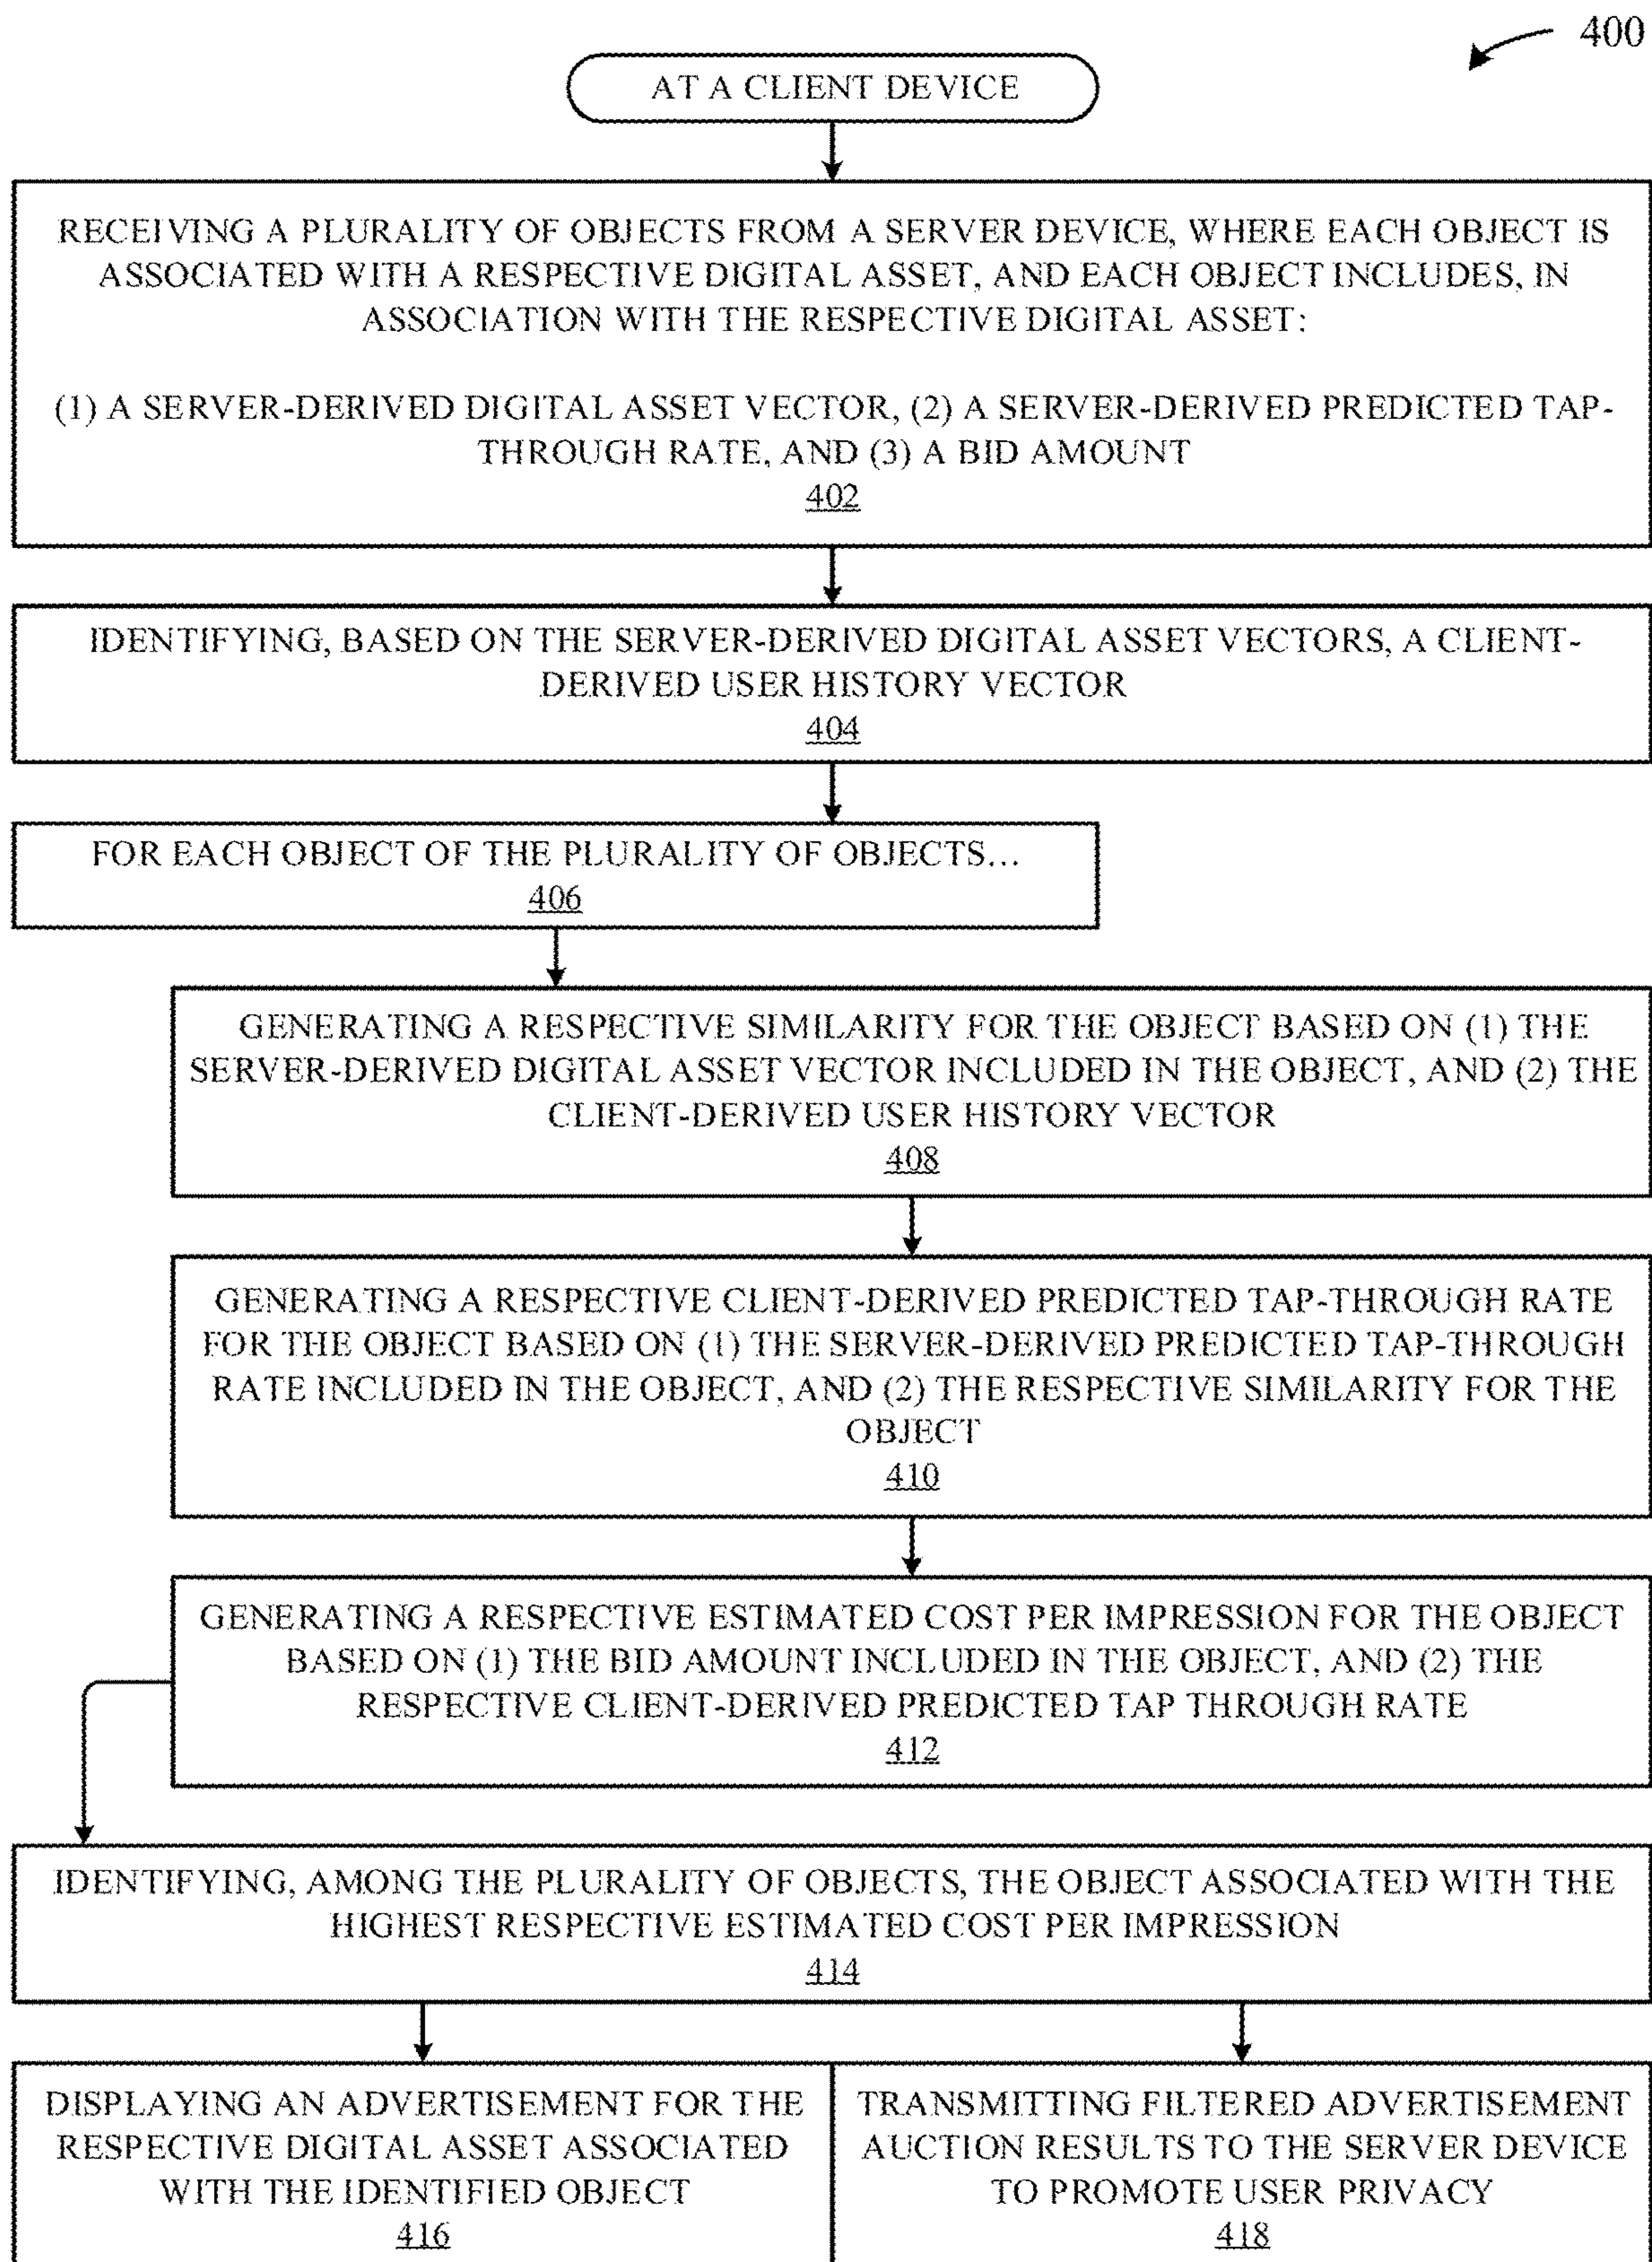 400
AT A CLIENT DEVICE
RECEIVING A PLURALITY OF OBJECTS FROM A SERVER DEVICE, WHERE EACH OBJECT IS
ASSOCIATED WITH A RESPECTIVE DIGITAL ASSET, AND EACH OBJECT INCLUDES, IN
ASSOCIATION WITH THE RESPECTIVE DIGITAL ASSET:
(1) A SERVER-DERIVED DIGITAL ASSET VECTOR, (2) A SERVER-DERIVED PREDICTED TAP-
THROUGH RATE, AND (3) A BID AMOUNT
402
IDENTIFYING, BASED ON THE SERVER-DERIVED DIGITAL ASSET VECTORS, A CLIENT-
DERIVED USER HISTORY VECTOR
404
FOR EACH OBJECT OF THE PLURALITY OF OBJECTS...
406
GENERATING A RESPECTIVE SIMILARITY FOR THE OBJECT BASED ON (1) THE
SERVER-DERIVED DIGITAL ASSET VECTOR INCLUDED IN THE OBJECT, AND (2) THE
CLIENT-DERIVED USER HISTORY VECTOR
408
GENERATING A RESPECTIVE CLIENT-DERIVED PREDICTED TAP-THROUGH RATE
FOR THE OBJECT BASED ON (1) THE SERVER-DERIVED PREDICTED TAP-THROUGH
RATE INCLUDED IN THE OBJECT, AND (2) THE RESPECTIVE SIMILARITY FOR THE
OBJECT
410
GENERATING A RESPECTIVE ESTIMATED COST PER IMPRESSION FOR THE OBJECT
BASED ON (1) THE BID AMOUNT INCLUDED IN THE OBJECT, AND (2) THE
RESPECTIVE CLIENT-DERIVED PREDICTED TAP THROUGH RATE
412
IDENTIFYING, AMONG THE PLURALITY OF OBJECTS, THE OBJECT ASSOCIATED WITH THE
HIGHEST RESPECTIVE ESTIMATED COST PER IMPRESSION
414
DISPLAYING AN ADVERTISEMENT FOR THE
RESPECTIVE DIGITAL ASSET ASSOCIATED
WITH THE IDENTIFIED OBJECT
416
TRANSMITTING FILTERED ADVERTISEMENT
AUCTION RESULTS TO THE SERVER DEVICE
TO PROMOTE USER PRIVACY
418